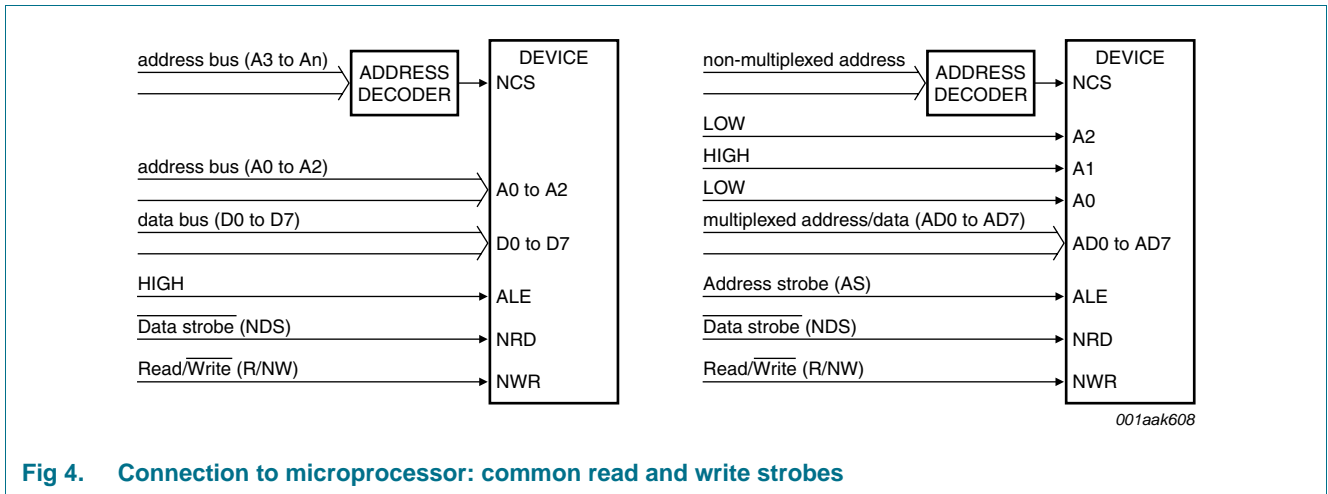 address bus (A3 to An)
ADDRESS
DECODER
DEVICE
NCS
address bus (A0 to A2)
A0 to A2
data bus (D0 to D7)
D0 to D7
HIGH
ALE
Data strobe (NDS)
NRD
Read/Write (R/NW)
NWR
non-multiplexed address
ADDRESS
DECODER
DEVICE
NCS
LOW
A2
HIGH
A1
LOW
A0
multiplexed address/data (AD0 to AD7)
AD0 to AD7
Address strobe (AS)
ALE
Data strobe (NDS)
NRD
Read/Write (R/NW)
NWR
001aak608
Fig 4. Connection to microprocessor: common read and write strobes